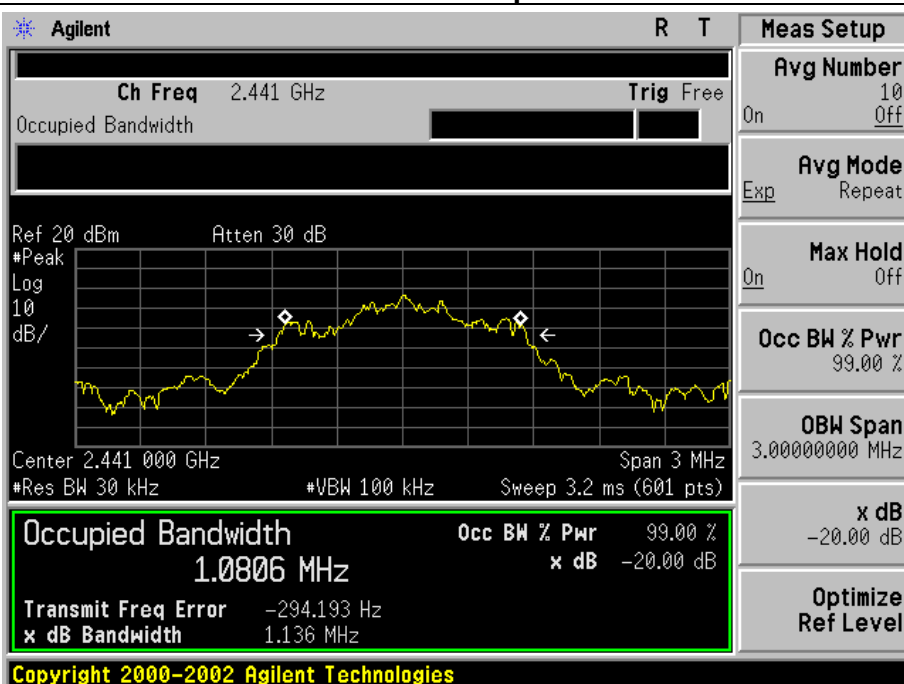 Agilent R T
Ch Freq 2.441 GHz Trig Free
Occupied Bandwidth
Ref 20 dBm Atten 30 dB
#Peak
Log
10
dB/
Center 2.441 000 GHz Span 3 MHz
#Res BW 30 kHz #VBW 100 kHz Sweep 3.2 ms (601 pts)
Occupied Bandwidth Occ BW % Pwr 99.00 %
1.0806 MHz x dB -20.00 dB
Transmit Freq Error -294.193 Hz
x dB Bandwidth 1.136 MHz
Copyright 2000-2002 Agilent Technologies
Meas Setup
Avg Number
10
On Off
Avg Mode
Exp Repeat
Max Hold
On Off
Occ BW % Pwr
99.00 %
OBW Span
3.00000000 MHz
x dB
-20.00 dB
Optimize
Ref Level